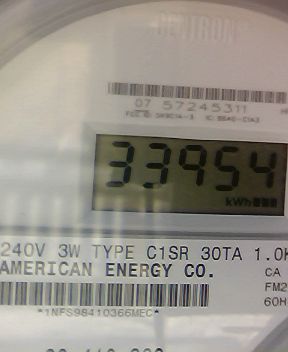 CENTRON
07 57245311
33954
kWh
240V 3W TYPE C1SR 30TA 1.0K
AMERICAN ENERGY CO. CA
FM2
60H
*1NFS98410366MEC*